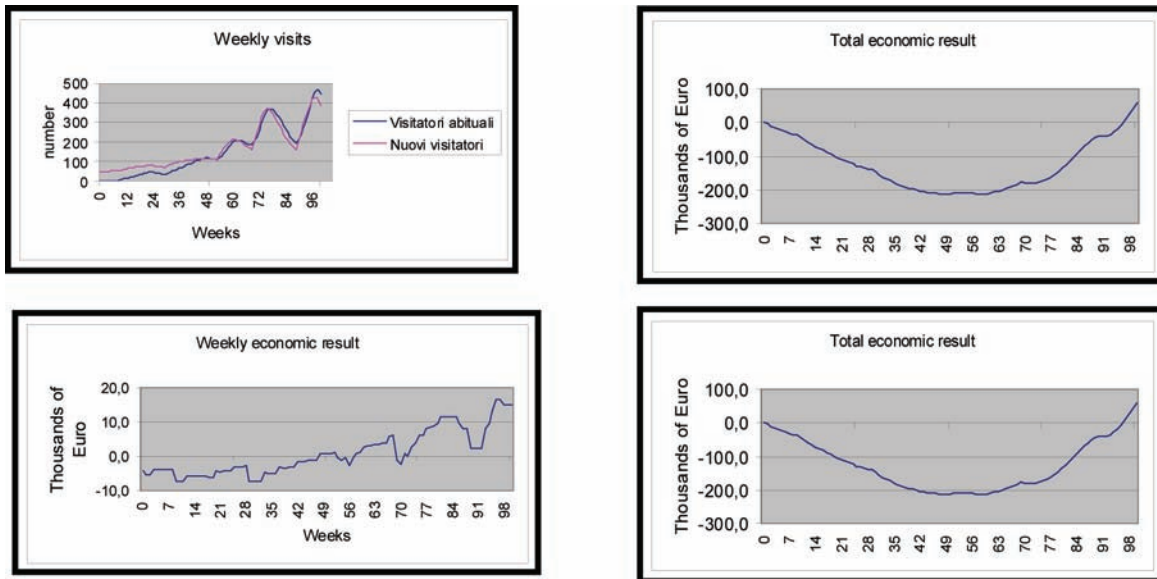 Weekly visits
number
500
400
300
200
100
0
0 12 24 36 48 60 72 84 96
Weeks
Visitatori abituali
Nuovi visitatori
Total economic result
Thousands of Euro
100,0
0,0
-100,0
-200,0
-300,0
0 7 14 21 28 35 42 49 56 63 70 77 84 91 98
Weekly economic result
Thousands of
Euro
20,0
10,0
0,0
-10,0
0 7 14 21 28 35 42 49 56 63 70 77 84 91 98
Weeks
Total economic result
Thousands of Euro
100,0
0,0
-100,0
-200,0
-300,0
0 7 14 21 28 35 42 49 56 63 70 77 84 91 98